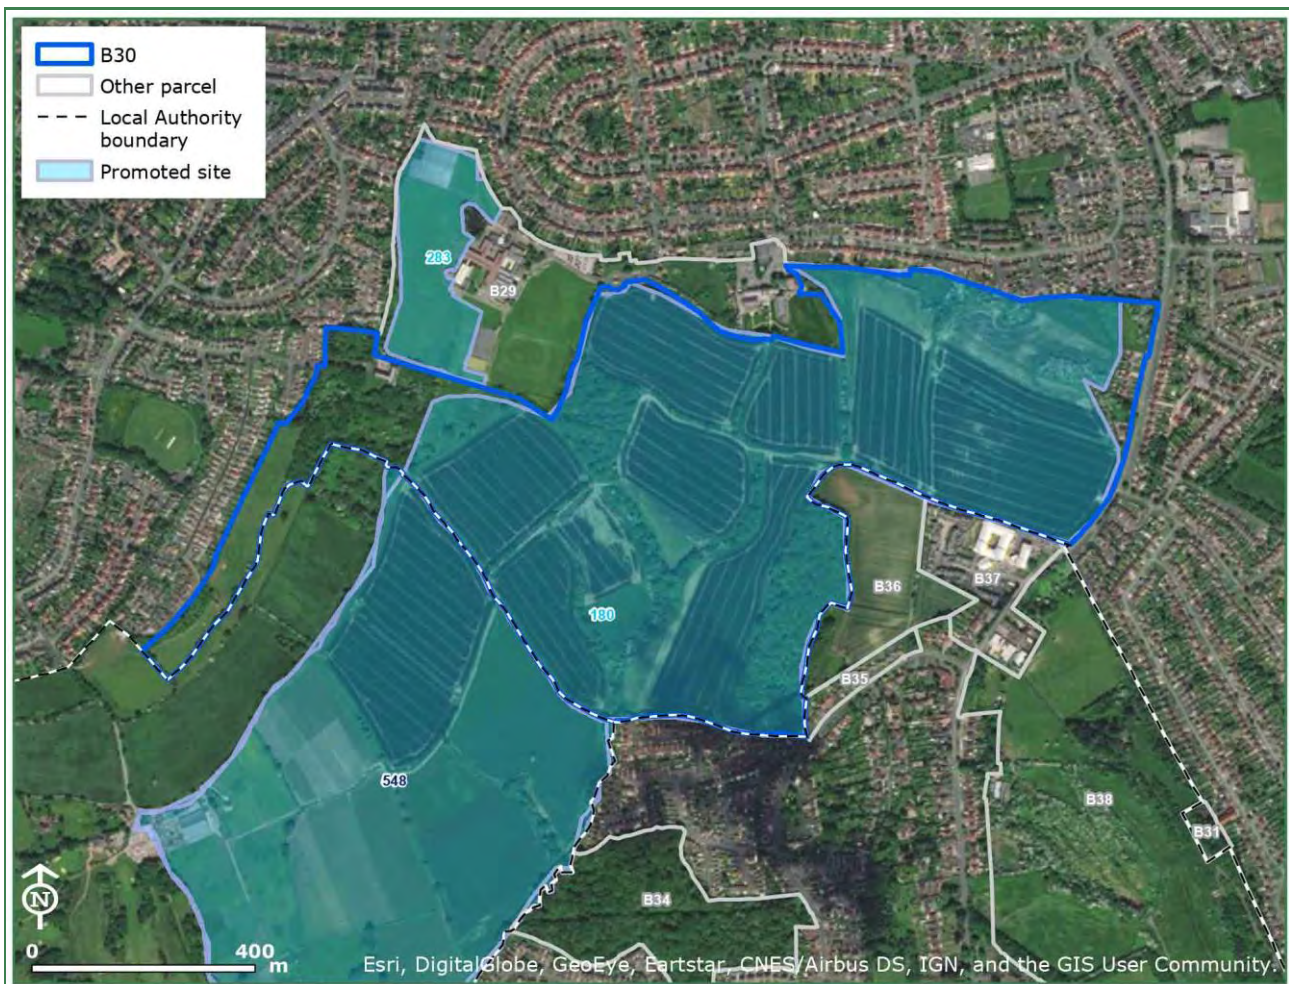 B30
Other parcel
Local Authority
boundary
Promoted site
283
B29
180
B36
B37
B35
548
B38
B31
B34
N
0 400
m
Esri, DigitalGlobe, GeoEye, Eartstar, CNES/Airbus DS, IGN, and the GIS User Community.